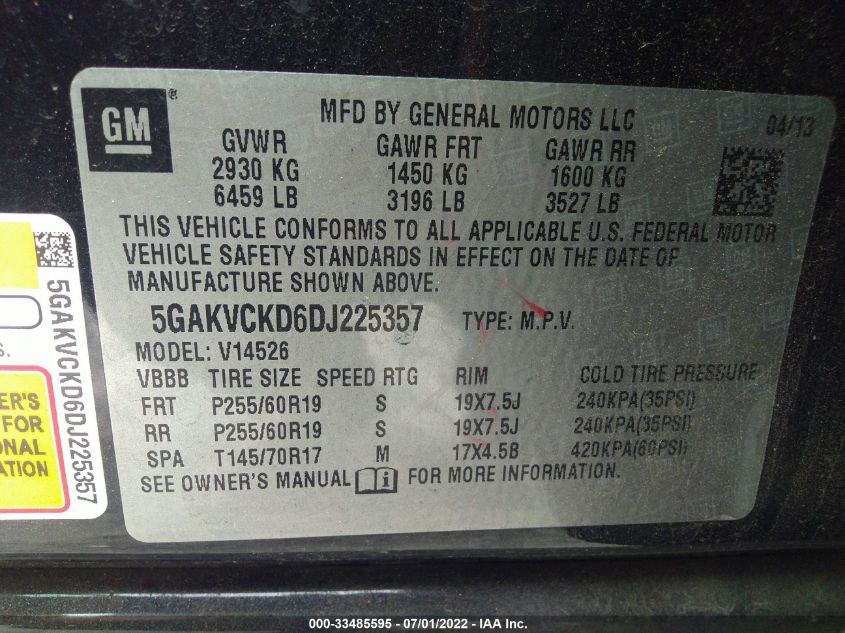 GM®
MFD BY GENERAL MOTORS LLC
04/13
GVWR GAWR FRT GAWR RR
2930 KG 1450 KG 1600 KG
6459 LB 3196 LB 3527 LB
THIS VEHICLE CONFORMS TO ALL APPLICABLE U.S. FEDERAL MOTOR
VEHICLE SAFETY STANDARDS IN EFFECT ON THE DATE OF
MANUFACTURE SHOWN ABOVE.
5GAKVCKD6DJ225357 TYPE: M.P.V.
MODEL: V14526
VBBB TIRE SIZE SPEED RTG RIM COLD TIRE PRESSURE
FRT P255/60R19 S 19X7.5J 240KPA(35PSI)
RR P255/60R19 S 19X7.5J 240KPA(35PSI)
SPA T145/70R17 M 17X4.5B 420KPA(60PSI)
SEE OWNER'S MANUAL FOR MORE INFORMATION.
5GAKVCKD6DJ225357
S.
ER'S
FOR
ONAL
ATION
000-33485595 - 07/01/2022 - IAA Inc.